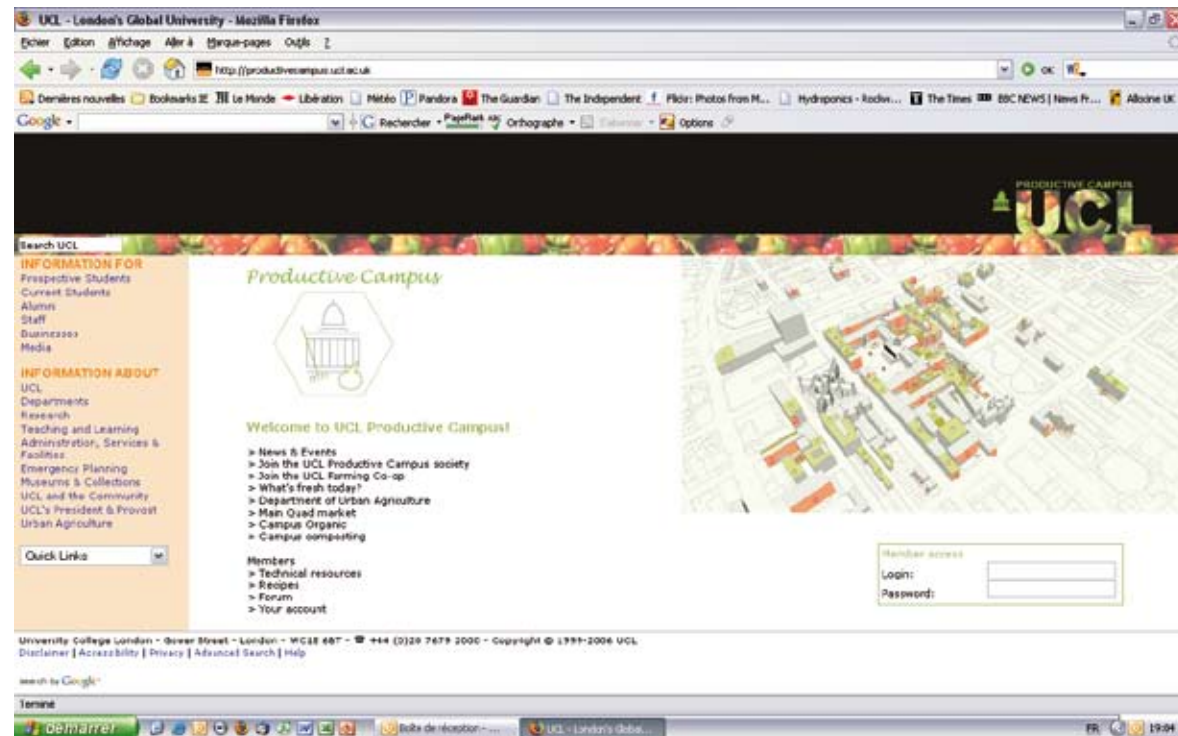 UCL - London's Global University - Mozilla Firefox
Fichier Edition Affichage Aller à Marque-pages Outils ?
http://productivecampus.ucl.ac.uk
OK
Dernières nouvelles Bookmarks Le Monde Libération Météo Pandora The Guardian The Independent Flickr: Photos from M... Hydroponics - Rockw... The Times BBC NEWS | News Fr... Allocine UK
Google Rechercher PageRank ABC Orthographe Options
PRODUCTIVE CAMPUS
UCL
Search UCL
INFORMATION FOR
Prospective Students
Current Students
Alumni
Staff
Businesses
Media
INFORMATION ABOUT
UCL
Departments
Research
Teaching and Learning
Administration, Services &
Facilities
Emergency Planning
Museums & Collections
UCL and the Community
UCL's President & Provost
Urban Agriculture
Quick Links
Productive Campus
Welcome to UCL Productive Campus!
> News & Events
> Join the UCL Productive Campus society
> Join the UCL Farming Co-op
> What's fresh today?
> Department of Urban Agriculture
> Main Quad market
> Campus Organic
> Campus composting
Members
> Technical resources
> Recipes
> Forum
> Your account
Member access
Login:
Password:
University College London - Gower Street - London - WC1E 6BT - ☎ +44 (0)20 7679 2000 - Copyright © 1999-2006 UCL
Disclaimer | Accessibility | Privacy | Advanced Search | Help
search by Google
Terminé
démarrer Boîte de réception - ... UCL - London's Globa... FR 19:04